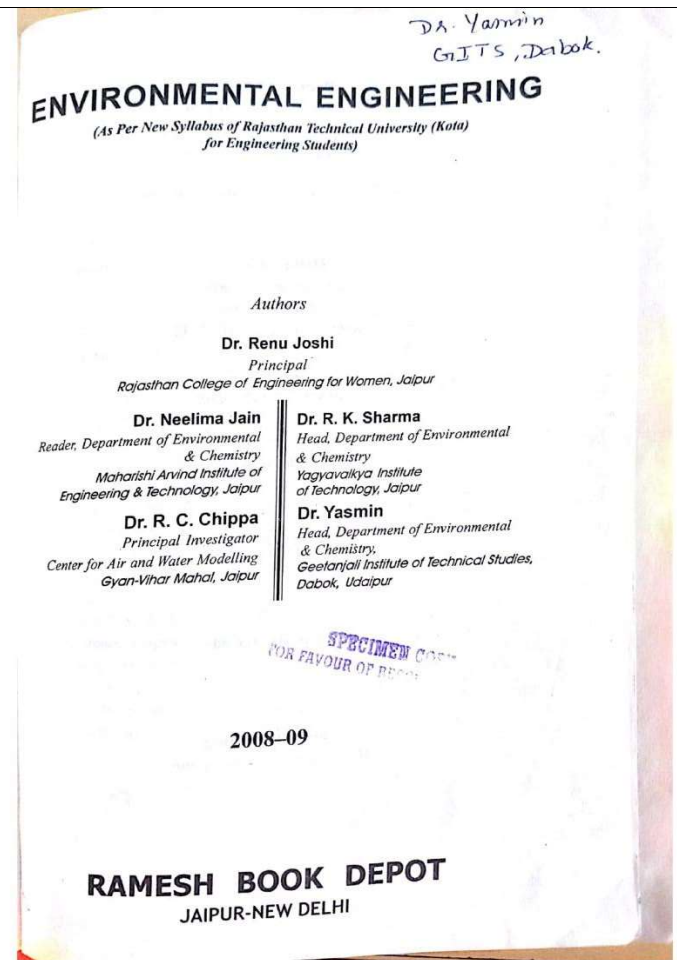 Dr. Yasmin
GITS, Dabok.
ENVIRONMENTAL ENGINEERING
(As Per New Syllabus of Rajasthan Technical University (Kota)
for Engineering Students)
Authors
Dr. Renu Joshi
Principal
Rajasthan College of Engineering for Women, Jaipur
Dr. Neelima Jain
Reader, Department of Environmental
& Chemistry
Maharishi Arvind Institute of
Engineering & Technology, Jaipur
Dr. R. C. Chippa
Principal Investigator
Center for Air and Water Modelling
Gyan-Vihar Mahal, Jaipur
Dr. R. K. Sharma
Head, Department of Environmental
& Chemistry
Yagyavalkya Institute
of Technology, Jaipur
Dr. Yasmin
Head, Department of Environmental
& Chemistry,
Geetanjali Institute of Technical Studies,
Dabok, Udaipur
SPECIMEN
FOR FAVOUR OF
2008–09
RAMESH BOOK DEPOT
JAIPUR-NEW DELHI